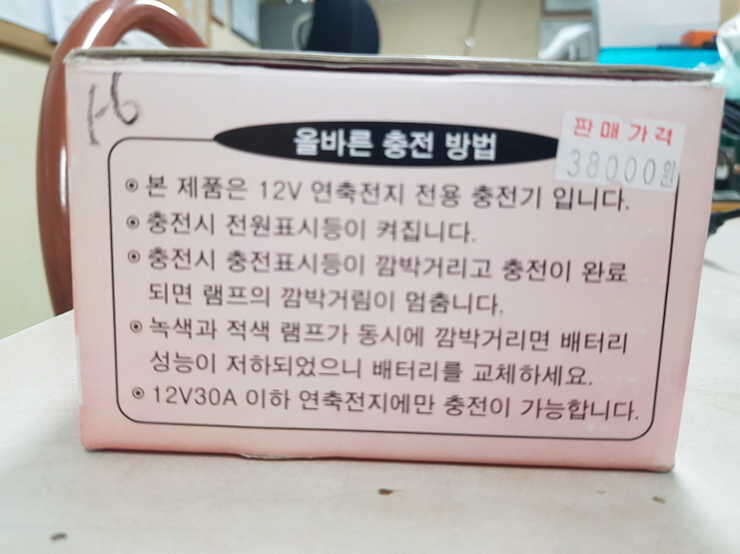 1-6
올바른 충전 방법
판매가격
38000원
◉ 본 제품은 12V 연축전지 전용 충전기 입니다.
◉ 충전시 전원표시등이 켜집니다.
◉ 충전시 충전표시등이 깜박거리고 충전이 완료
되면 램프의 깜박거림이 멈춤니다.
◉ 녹색과 적색 램프가 동시에 깜박거리면 배터리
성능이 저하되었으니 배터리를 교체하세요.
◉ 12V30A 이하 연축전지에만 충전이 가능합니다.